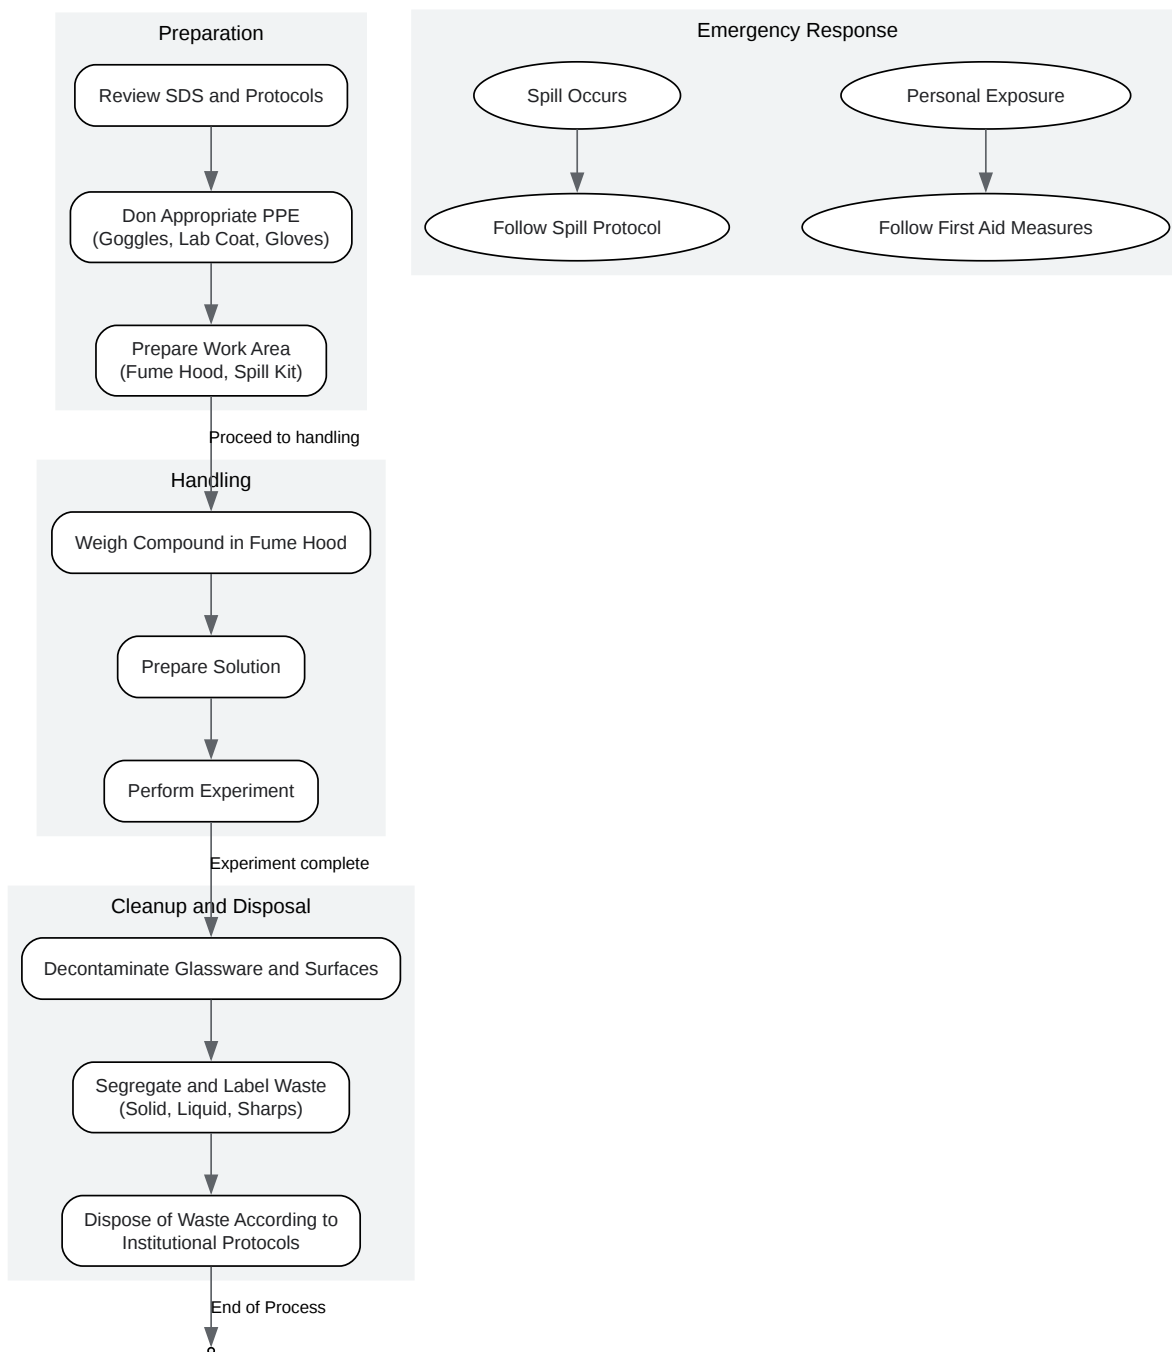 Preparation
Review SDS and Protocols
Don Appropriate PPE
(Goggles, Lab Coat, Gloves)
Prepare Work Area
(Fume Hood, Spill Kit)
Proceed to handling
Handling
Weigh Compound in Fume Hood
Prepare Solution
Perform Experiment
Experiment complete
Cleanup and Disposal
Decontaminate Glassware and Surfaces
Segregate and Label Waste
(Solid, Liquid, Sharps)
Dispose of Waste According to
Institutional Protocols
End of Process
Emergency Response
Spill Occurs
Follow Spill Protocol
Personal Exposure
Follow First Aid Measures